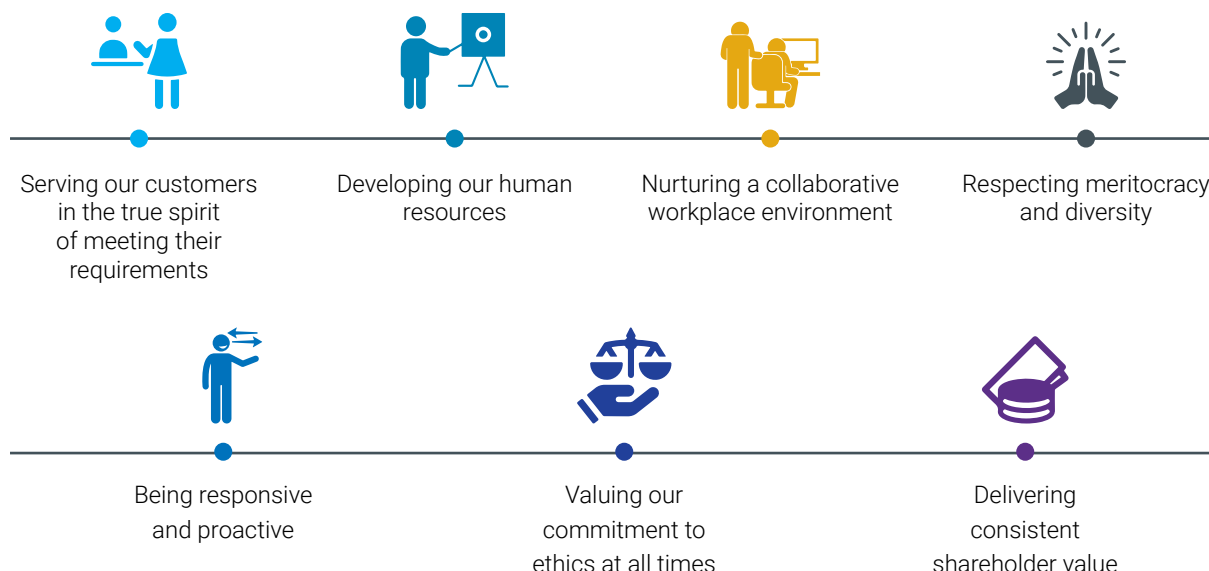 Serving our customers
in the true spirit
of meeting their
requirements
Developing our human
resources
Nurturing a collaborative
workplace environment
Respecting meritocracy
and diversity
Being responsive
and proactive
Valuing our
commitment to
ethics at all times
Delivering
consistent
shareholder value